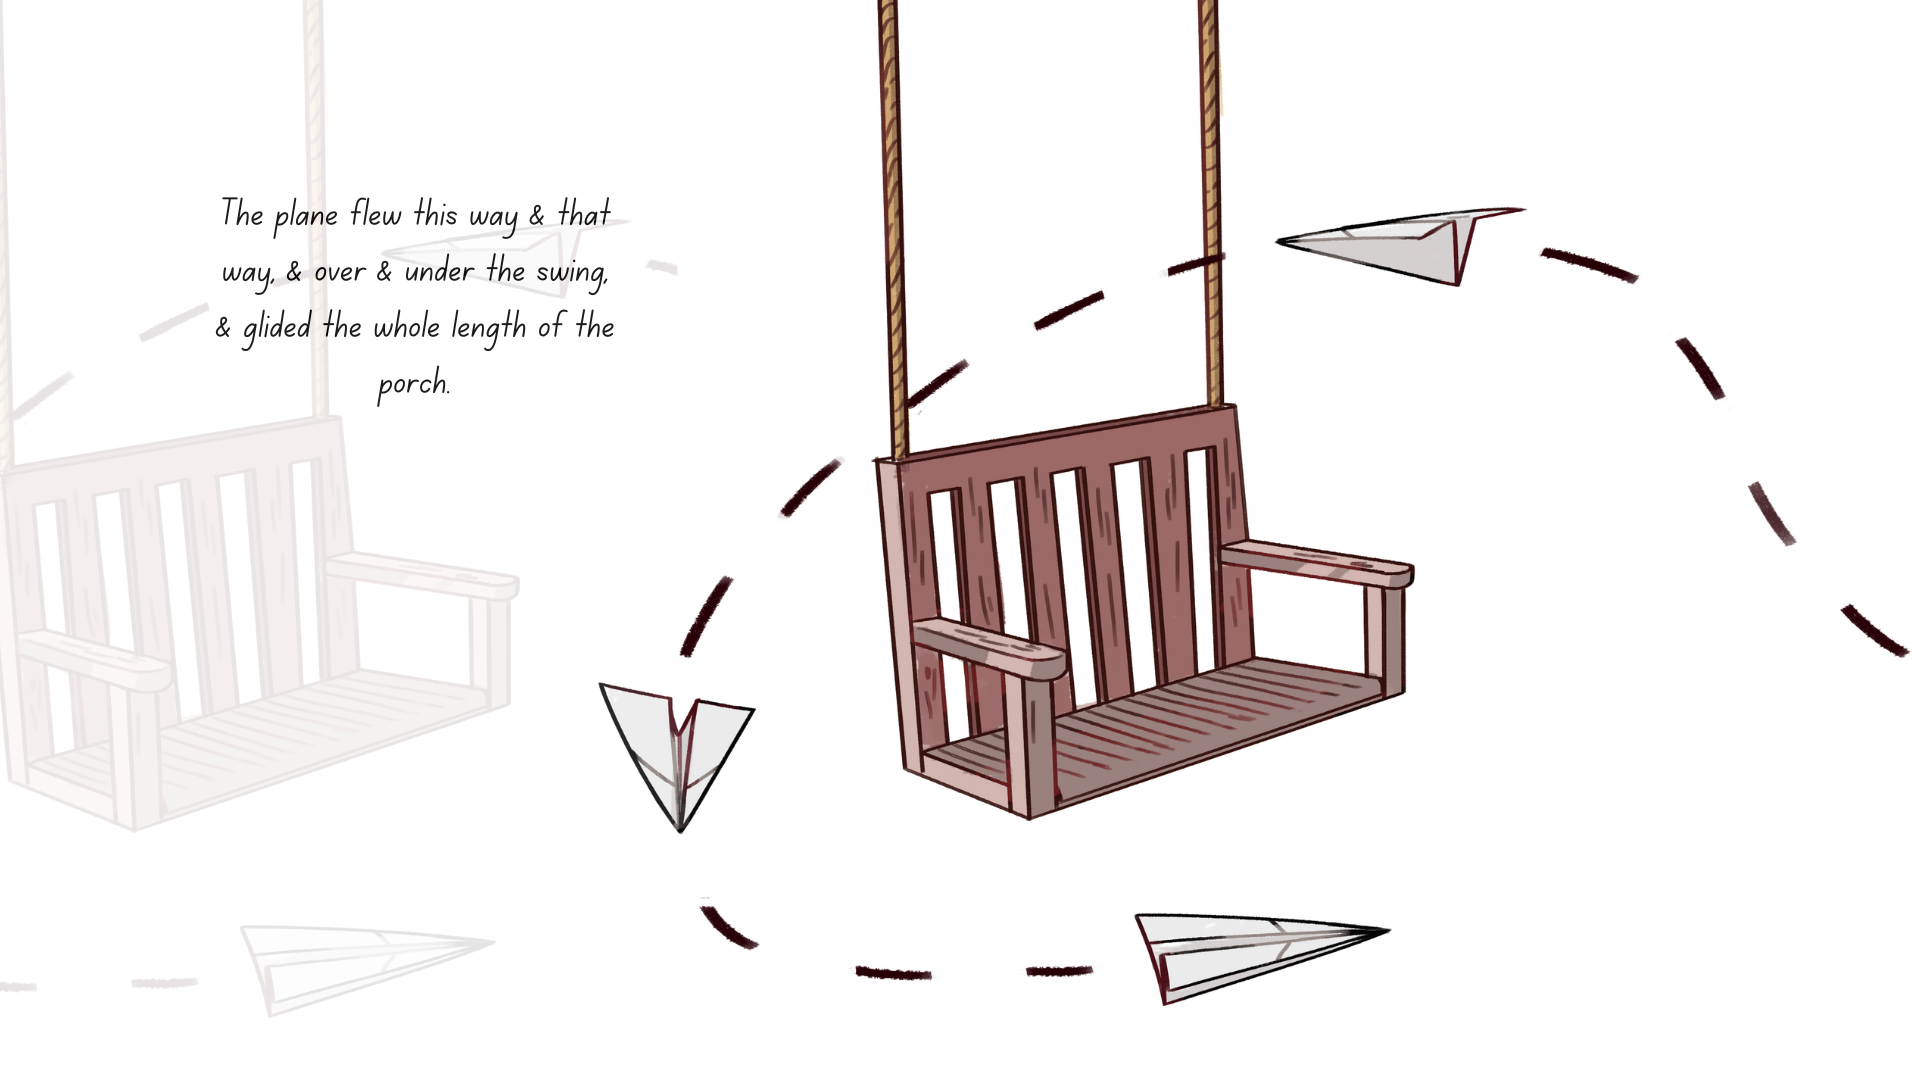 The plane flew this way & that
way, & over & under the swing,
& glided the whole length of the
porch.